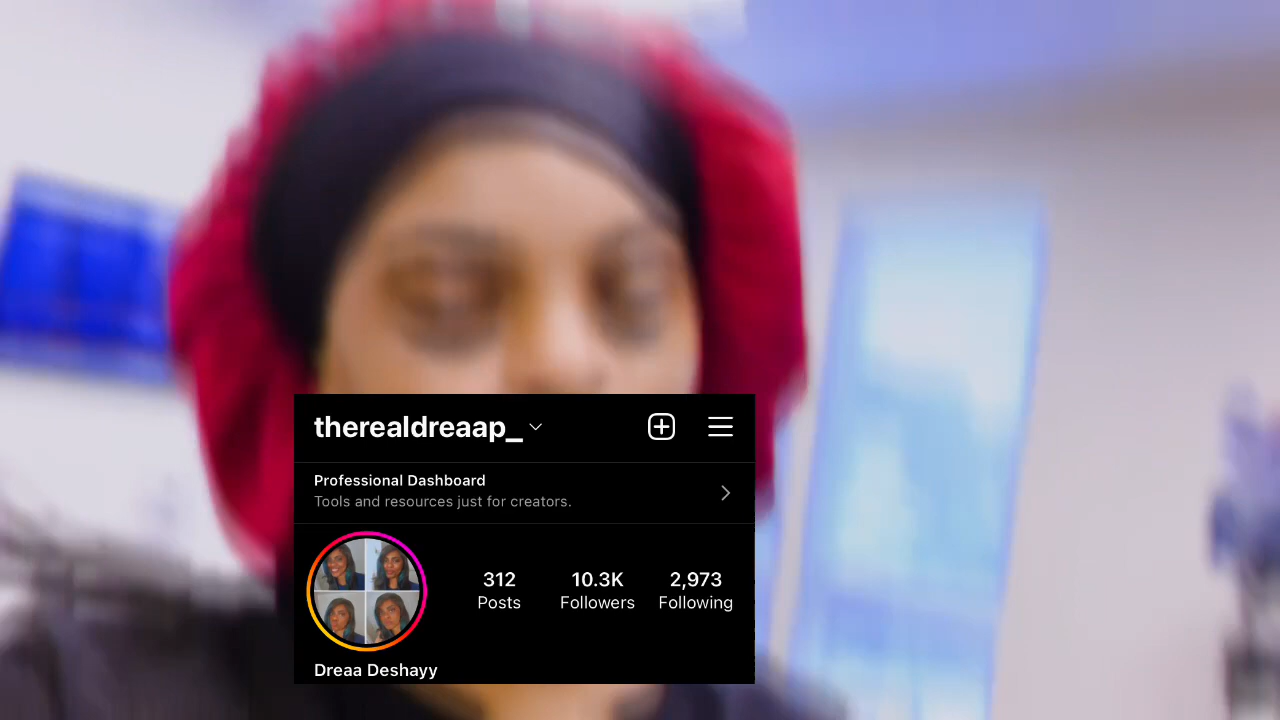 therealdreaap_
Professional Dashboard
Tools and resources just for creators.
312 10.3K 2,973
Posts Followers Following
Dreaa Deshayy